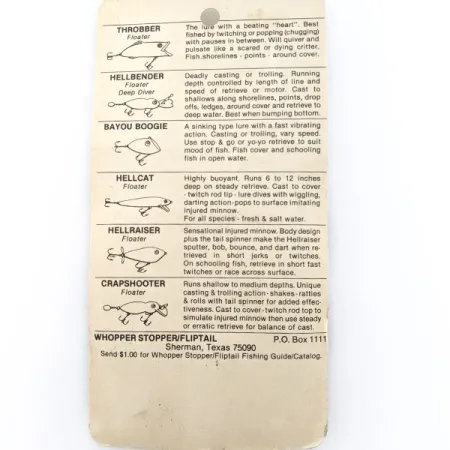 THROBBER
Floater
The lure with a beating "heart". Best
fished by twitching or popping (chugging)
with pauses in between. Will quiver and
pulsate like a scared or dying critter.
Fish shorelines - points - around cover.
HELLBENDER
Floater
Deep Diver
Deadly casting or trolling. Running
depth controlled by length of line and
speed of retrieve or motor. Cast to
shallows along shorelines, points, drop
offs, ledges, around cover and retrieve to
deep water. Best when bumping bottom.
BAYOU BOOGIE
A sinking type lure with a fast vibrating
action. Casting or trolling, vary speed.
Use stop & go or yo-yo retrieve to suit
mood of fish. Fish cover and schooling
fish in open water.
HELLCAT
Floater
Highly buoyant. Runs 6 to 12 inches
deep on steady retrieve. Cast to cover
- twitch rod tip - lure dives with wiggling,
darting action-pops to surface imitating
injured minnow.
For all species - fresh & salt water.
HELLRAISER
Floater
Sensational Injured minnow. Body design
plus the tail spinner make the Hellraiser
sputter, bob, bounce, and dart when re-
trieved in short jerks or twitches.
On schooling fish, retrieve in short fast
twitches or race across surface.
CRAPSHOOTER
Floater
Runs shallow to medium depths. Unique
casting & trolling action-shakes-rattles
& rolls with tail spinner for added effec-
tiveness. Cast to cover-twitch rod top to
simulate injured minnow then use steady
or erratic retrieve for balance of cast.
WHOPPER STOPPER/FLIPTAIL P.O. Box 1111
Sherman, Texas 75090
Send $1.00 for Whopper Stopper/Fliptail Fishing Guide/Catalog.